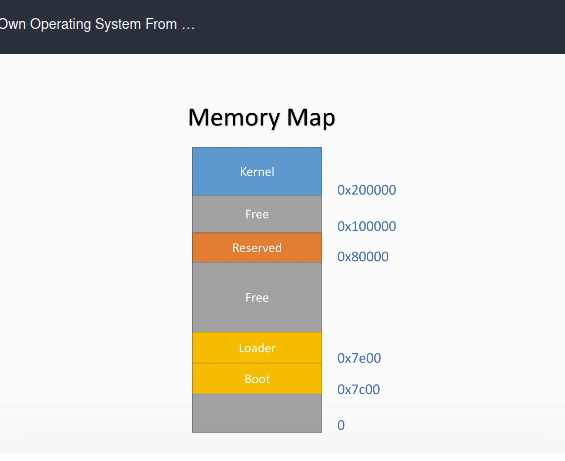 Own Operating System From ...
Memory Map
Kernel
0x200000
Free
0x100000
Reserved
0x80000
Free
Loader
0x7e00
Boot
0x7c00
0